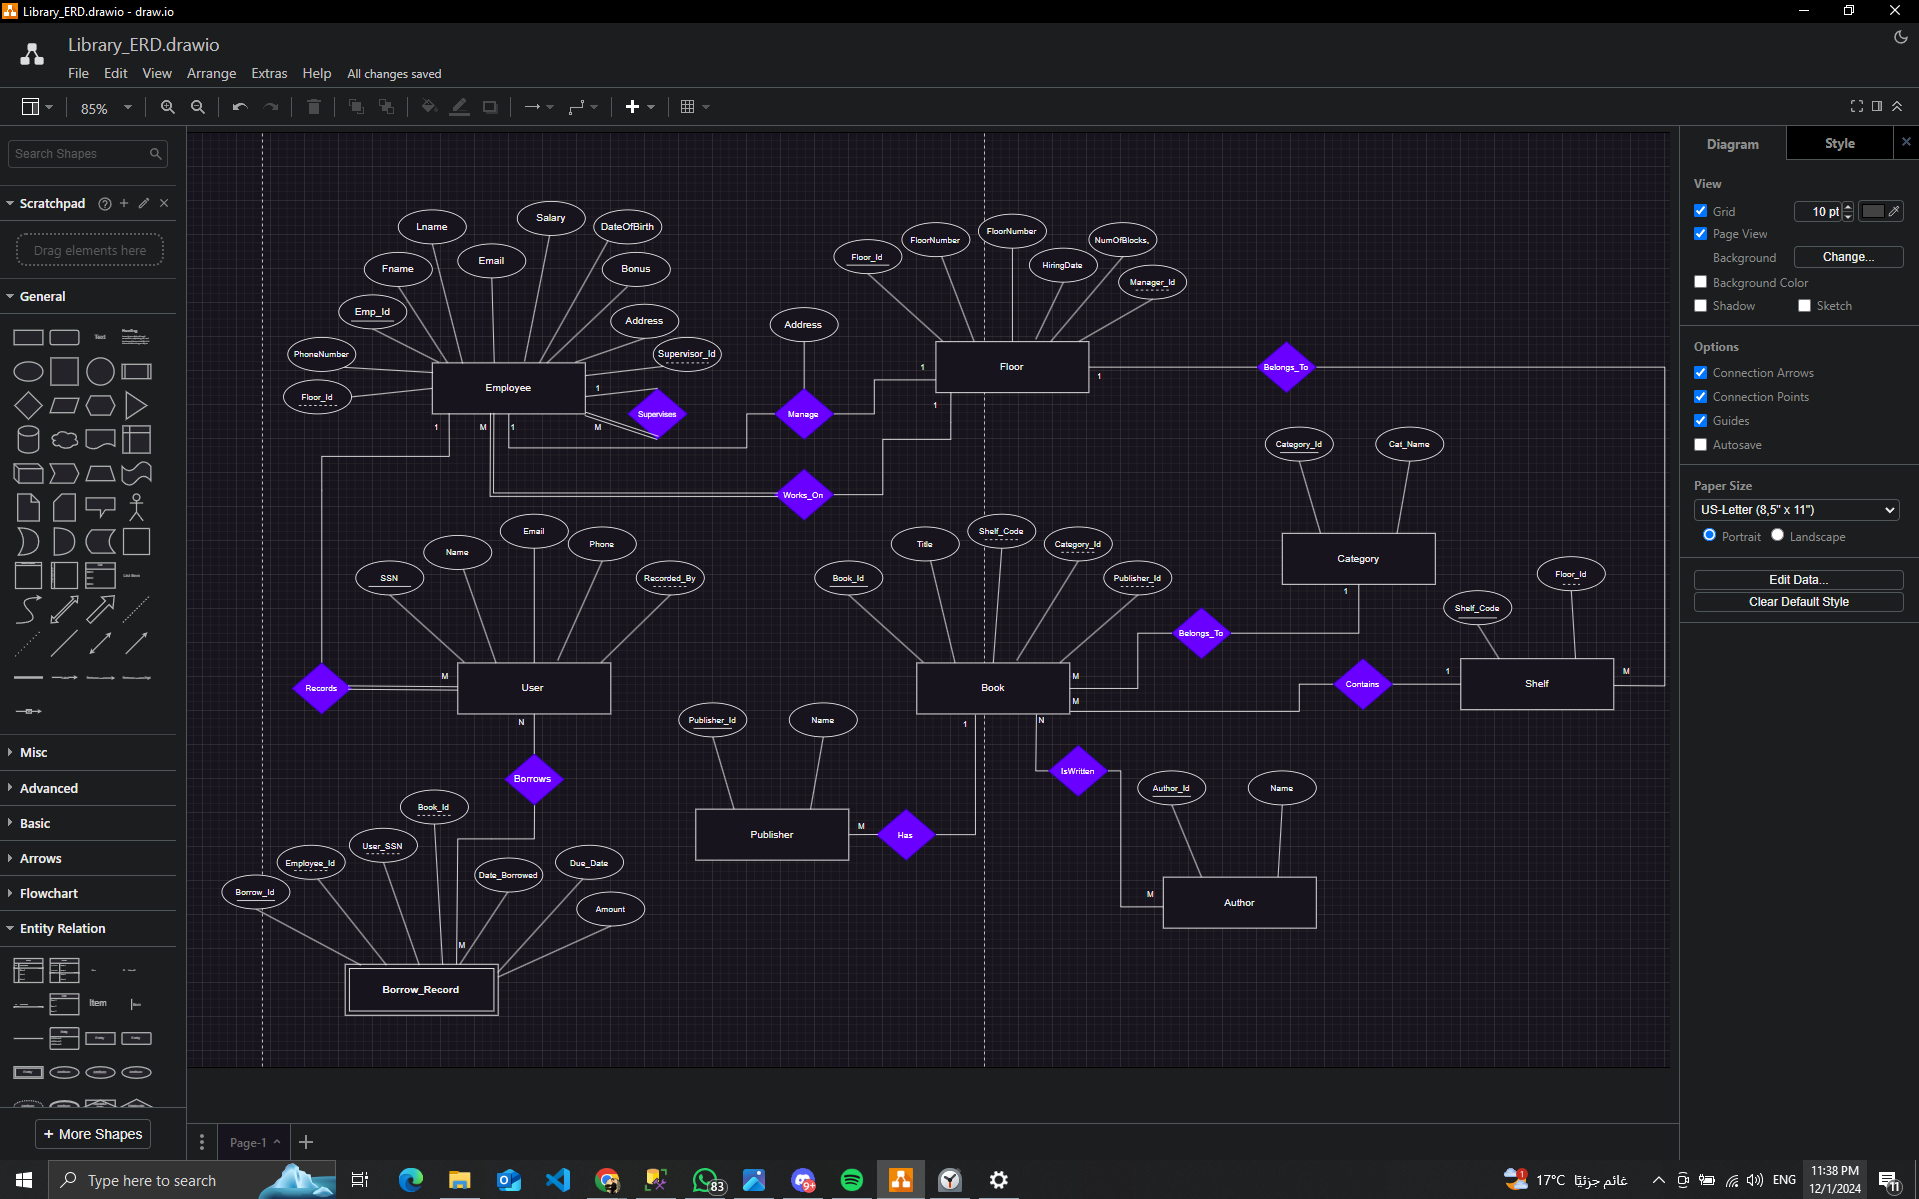 Library_ERD.drawio - draw.io
Library_ERD.drawio
File Edit View Arrange Extras Help All changes saved
85%
Search Shapes
Scratchpad
Drag elements here
General
Text
Heading
List Item
Misc
Advanced
Basic
Arrows
Flowchart
Entity Relation
Item
+ More Shapes
Lname
Salary
DateOfBirth
Fname
Email
Bonus
Emp_Id
Address
PhoneNumber
Supervisor_Id
Floor_Id
Employee
1
Supervises
M
1
M
1
Address
Manage
Works_On
Floor_Id
FloorNumber
FloorNumber
HiringDate
NumOfBlocks,
Manager_Id
Floor
1
1
1
Belongs_To
Category_Id
Cat_Name
Category
1
Floor_Id
Shelf_Code
Shelf
1
M
SSN
Name
Email
Phone
Recorded_By
Records
M
User
N
Borrows
Book_Id
Title
Shelf_Code
Category_Id
Publisher_Id
Belongs_To
Contains
Book
M
M
1
N
Publisher_Id
Name
Publisher
M
Has
IsWritten
Author_Id
Name
M
Author
Book_Id
User_SSN
Employee_Id
Borrow_Id
Date_Borrowed
Due_Date
Amount
M
Borrow_Record
Page-1
Diagram
Style
View
Grid
10 pt
Page View
Background
Change...
Background Color
Shadow
Sketch
Options
Connection Arrows
Connection Points
Guides
Autosave
Paper Size
US-Letter (8,5" x 11")
Portrait
Landscape
Edit Data...
Clear Default Style
Type here to search
83
9+
1
17°C غائم جزئيًا
ENG
11:38 PM
12/1/2024
11